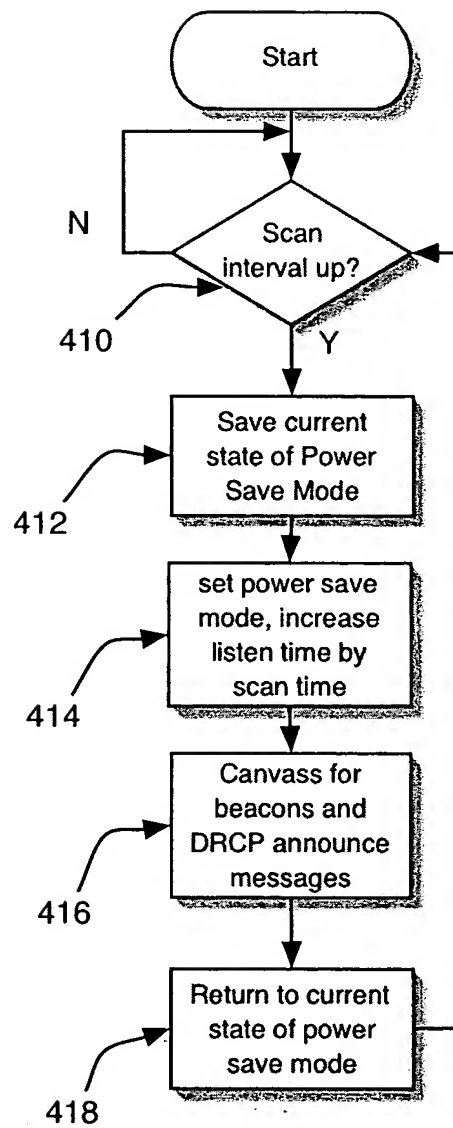 Start
N
Scan
interval up?
410
Y
Save current
state of Power
Save Mode
412
set power save
mode, increase
listen time by
scan time
414
Canvass for
beacons and
DRCP announce
messages
416
Return to current
state of power
save mode
418